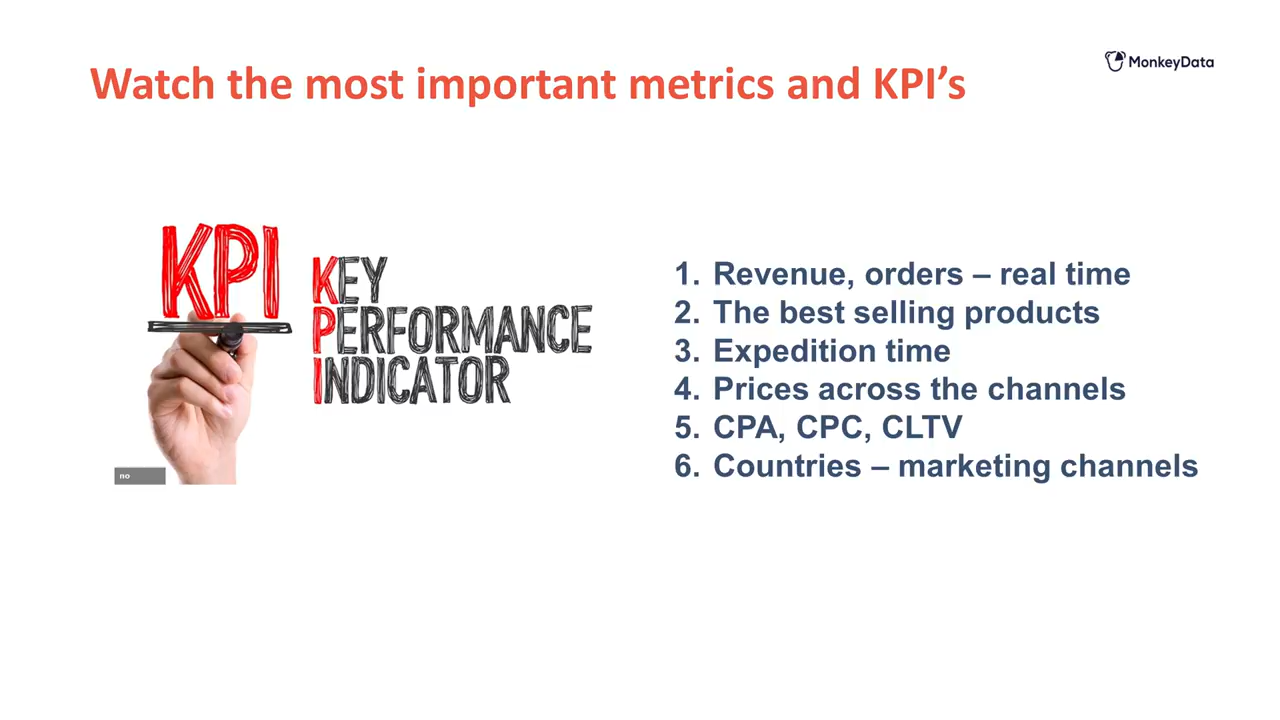 Watch the most important metrics and KPI’s
MonkeyData
KPI
KEY
PERFORMANCE
INDICATOR
no
1. Revenue, orders – real time
2. The best selling products
3. Expedition time
4. Prices across the channels
5. CPA, CPC, CLTV
6. Countries – marketing channels